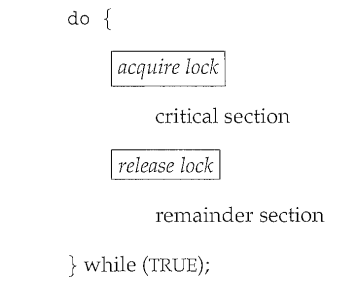 do {
acquire lock
critical section
release lock
remainder section
} while (TRUE);